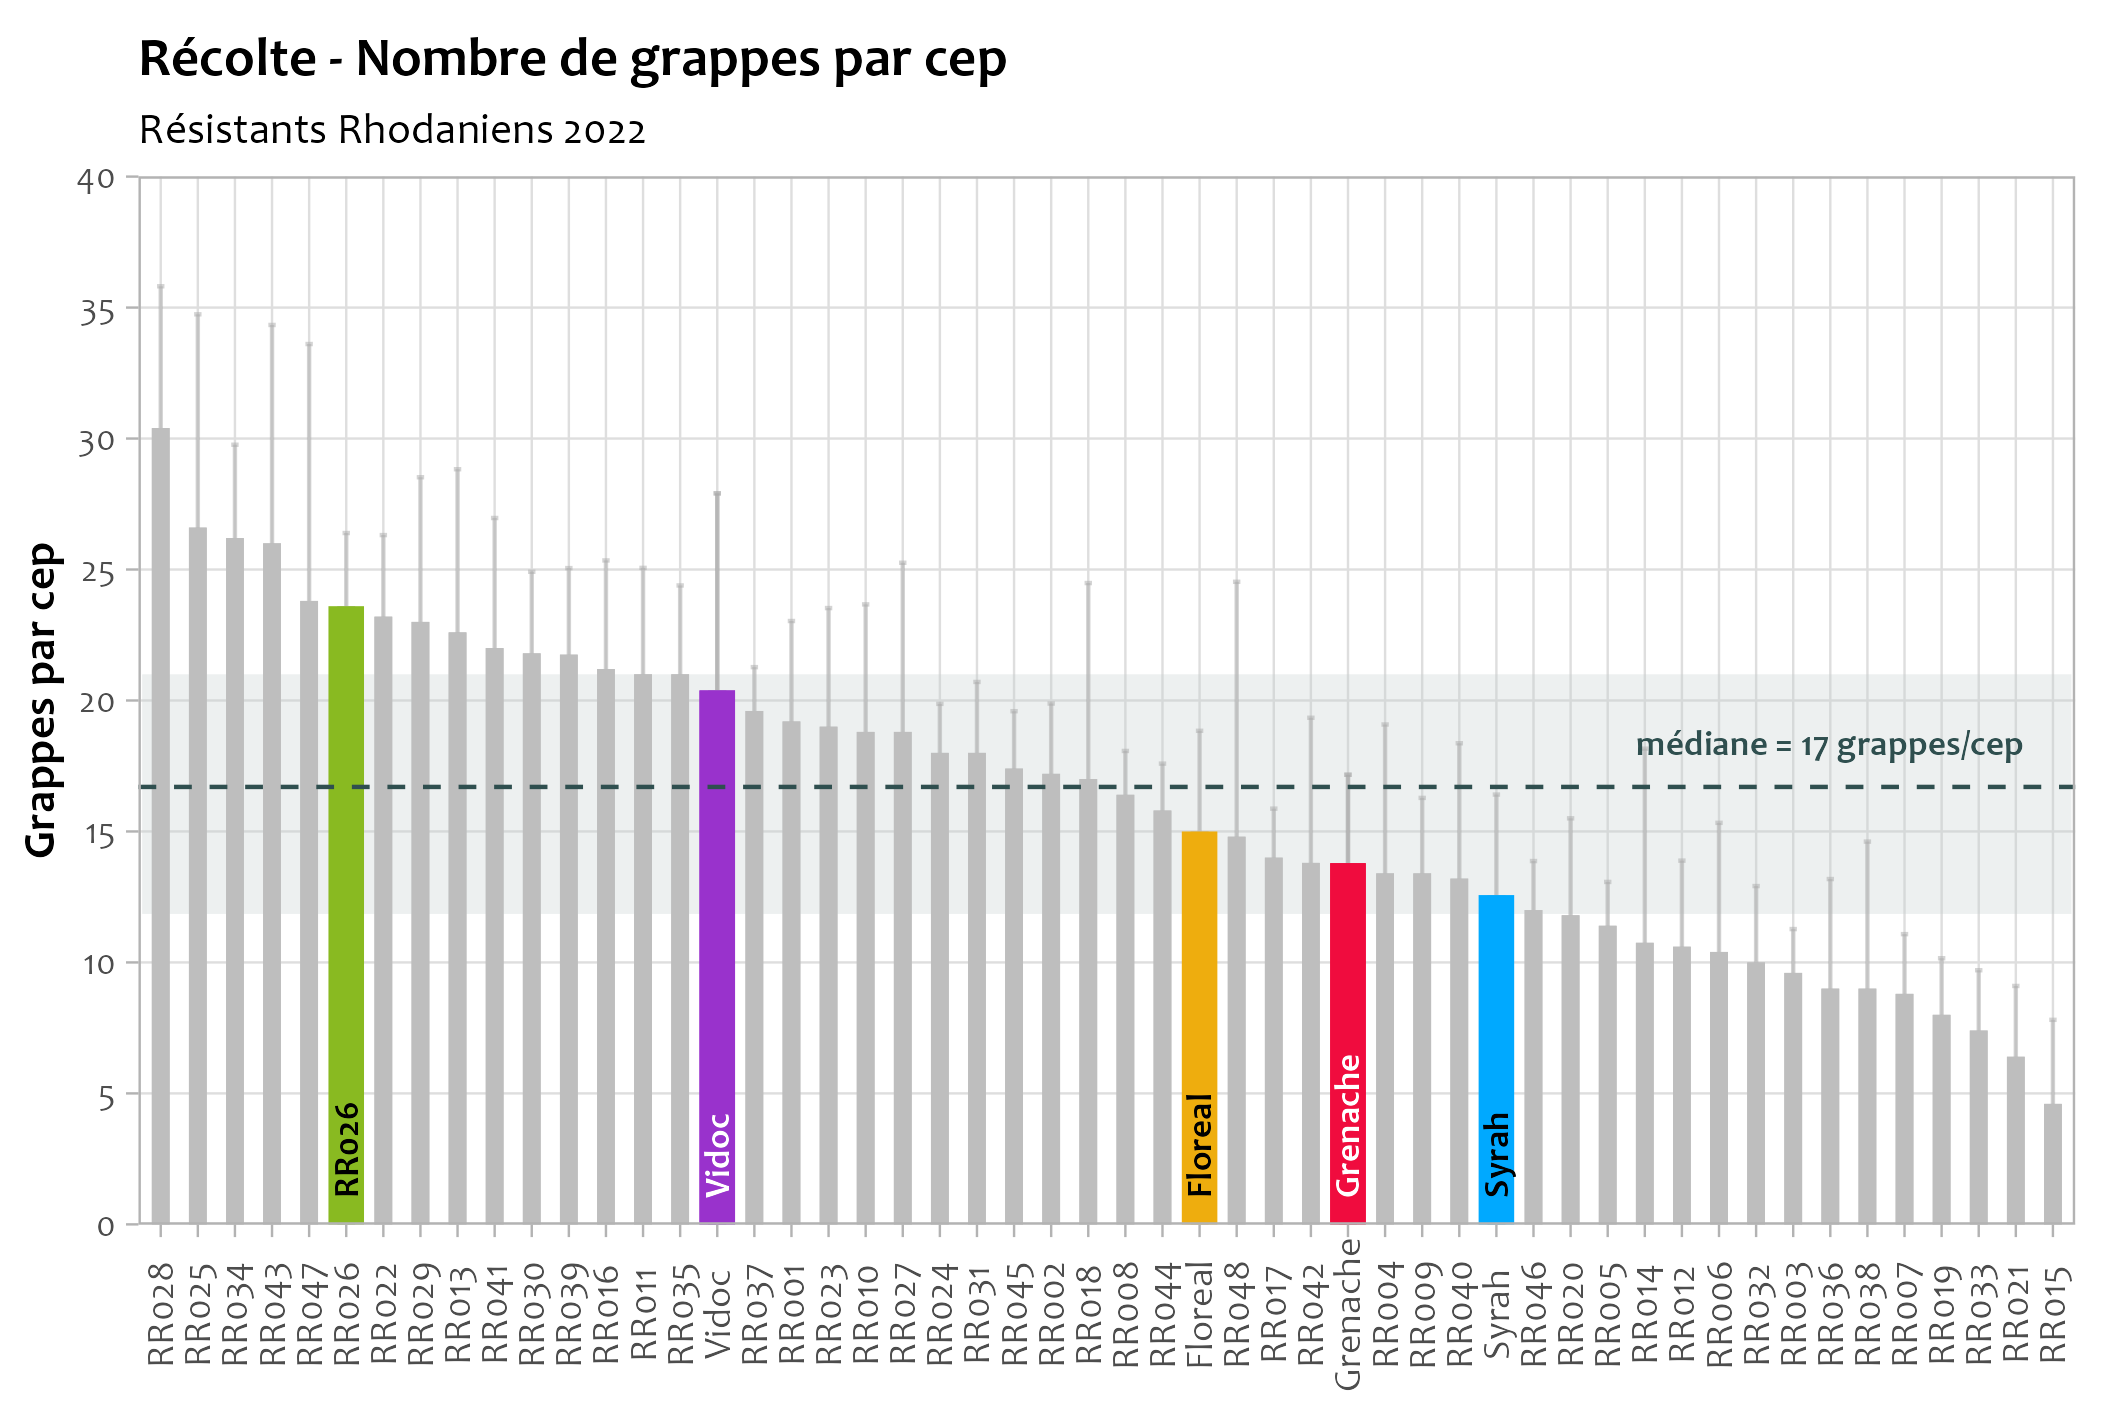 Récolte - Nombre de grappes par cep
Résistants Rhodaniens 2022
Grappes par cep
40
35
30
25
20
15
10
5
0
médiane = 17 grappes/cep
RR026
Vidoc
Floreal
Grenache
Syrah
RR028
RR025
RR034
RR043
RR047
RR026
RR022
RR029
RR013
RR041
RR030
RR039
RR016
RR011
RR035
Vidoc
RR037
RR001
RR023
RR010
RR027
RR024
RR031
RR045
RR002
RR018
RR008
RR044
Floreal
RR048
RR017
RR042
Grenache
RR004
RR009
RR040
Syrah
RR046
RR020
RR005
RR014
RR012
RR006
RR032
RR003
RR036
RR038
RR007
RR019
RR033
RR021
RR015